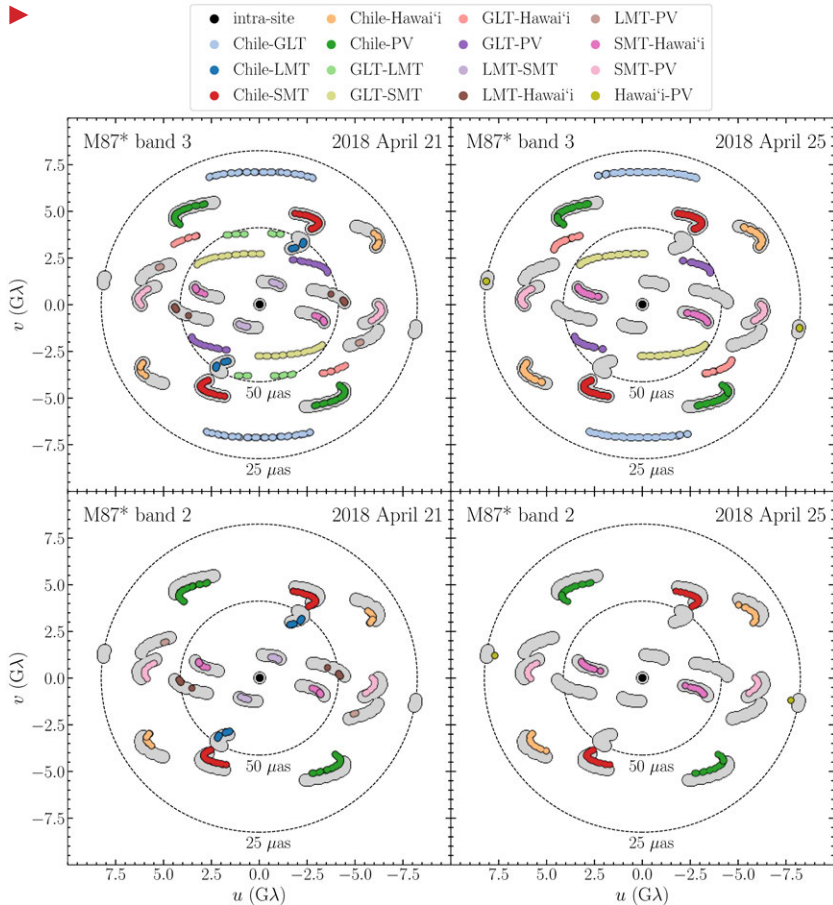 intra-site Chile-Hawai‘i GLT-Hawai‘i LMT-PV
Chile-GLT Chile-PV GLT-PV SMT-Hawai‘i
Chile-LMT GLT-LMT LMT-SMT SMT-PV
Chile-SMT GLT-SMT LMT-Hawai‘i Hawai‘i-PV
M87* band 3 2018 April 21
M87* band 3 2018 April 25
7.5
5.0
2.5
0.0
−2.5
−5.0
−7.5
v (Gλ)
50 μas
25 μas
50 μas
25 μas
M87* band 2 2018 April 21
M87* band 2 2018 April 25
7.5
5.0
2.5
0.0
−2.5
−5.0
−7.5
v (Gλ)
50 μas
25 μas
50 μas
25 μas
7.5 5.0 2.5 0.0 −2.5 −5.0 −7.5
7.5 5.0 2.5 0.0 −2.5 −5.0 −7.5
u (Gλ)
u (Gλ)